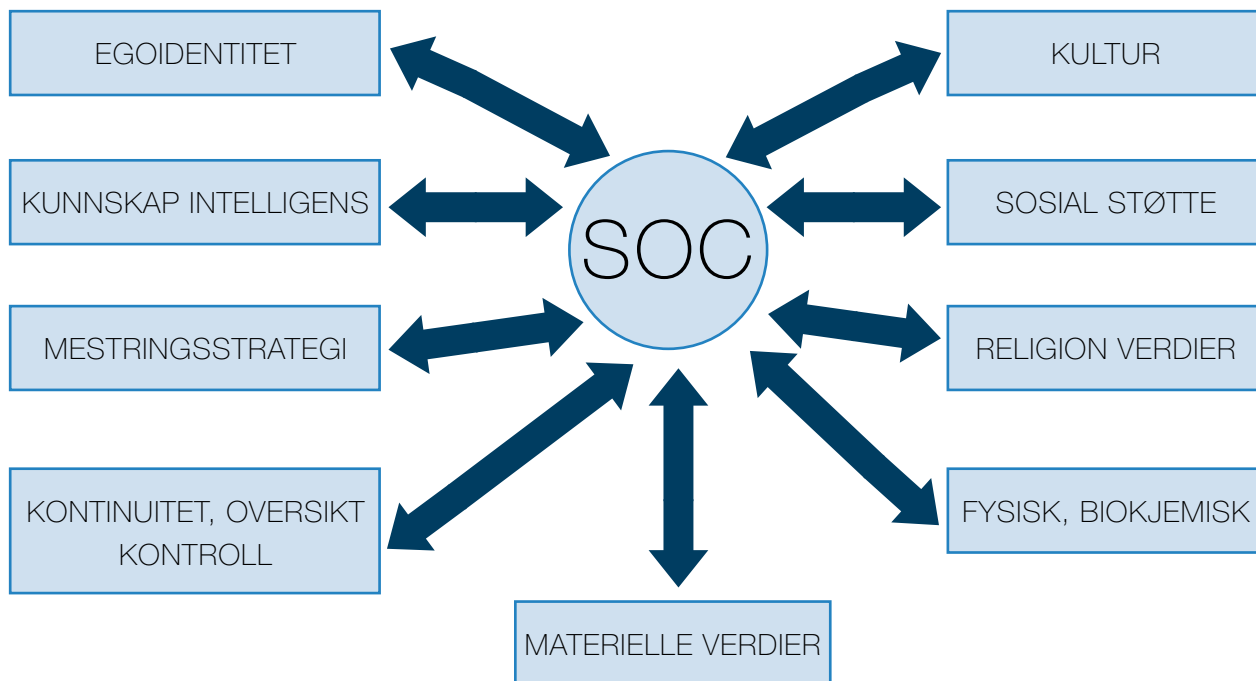 EGOIDENTITET
KULTUR
KUNNSKAP INTELLIGENS
SOC
SOSIAL STØTTE
MESTRINGSSTRATEGI
RELIGION VERDIER
KONTINUITET, OVERSIKT
KONTROLL
FYSISK, BIOKJEMISK
MATERIELLE VERDIER